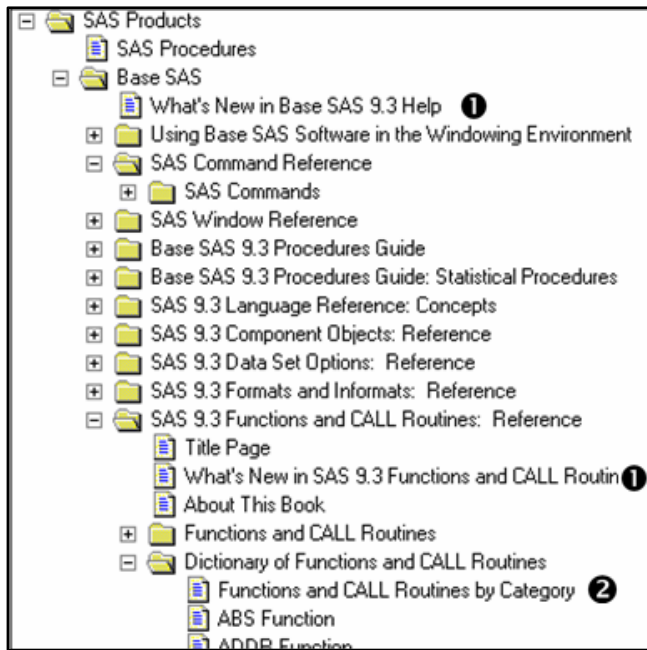 SAS Products
SAS Procedures
Base SAS
What's New in Base SAS 9.3 Help ❶
Using Base SAS Software in the Windowing Environment
SAS Command Reference
SAS Commands
SAS Window Reference
Base SAS 9.3 Procedures Guide
Base SAS 9.3 Procedures Guide: Statistical Procedures
SAS 9.3 Language Reference: Concepts
SAS 9.3 Component Objects: Reference
SAS 9.3 Data Set Options: Reference
SAS 9.3 Formats and Informats: Reference
SAS 9.3 Functions and CALL Routines: Reference
Title Page
What's New in SAS 9.3 Functions and CALL Routin ❶
About This Book
Functions and CALL Routines
Dictionary of Functions and CALL Routines
Functions and CALL Routines by Category ❷
ABS Function
ADDR Function